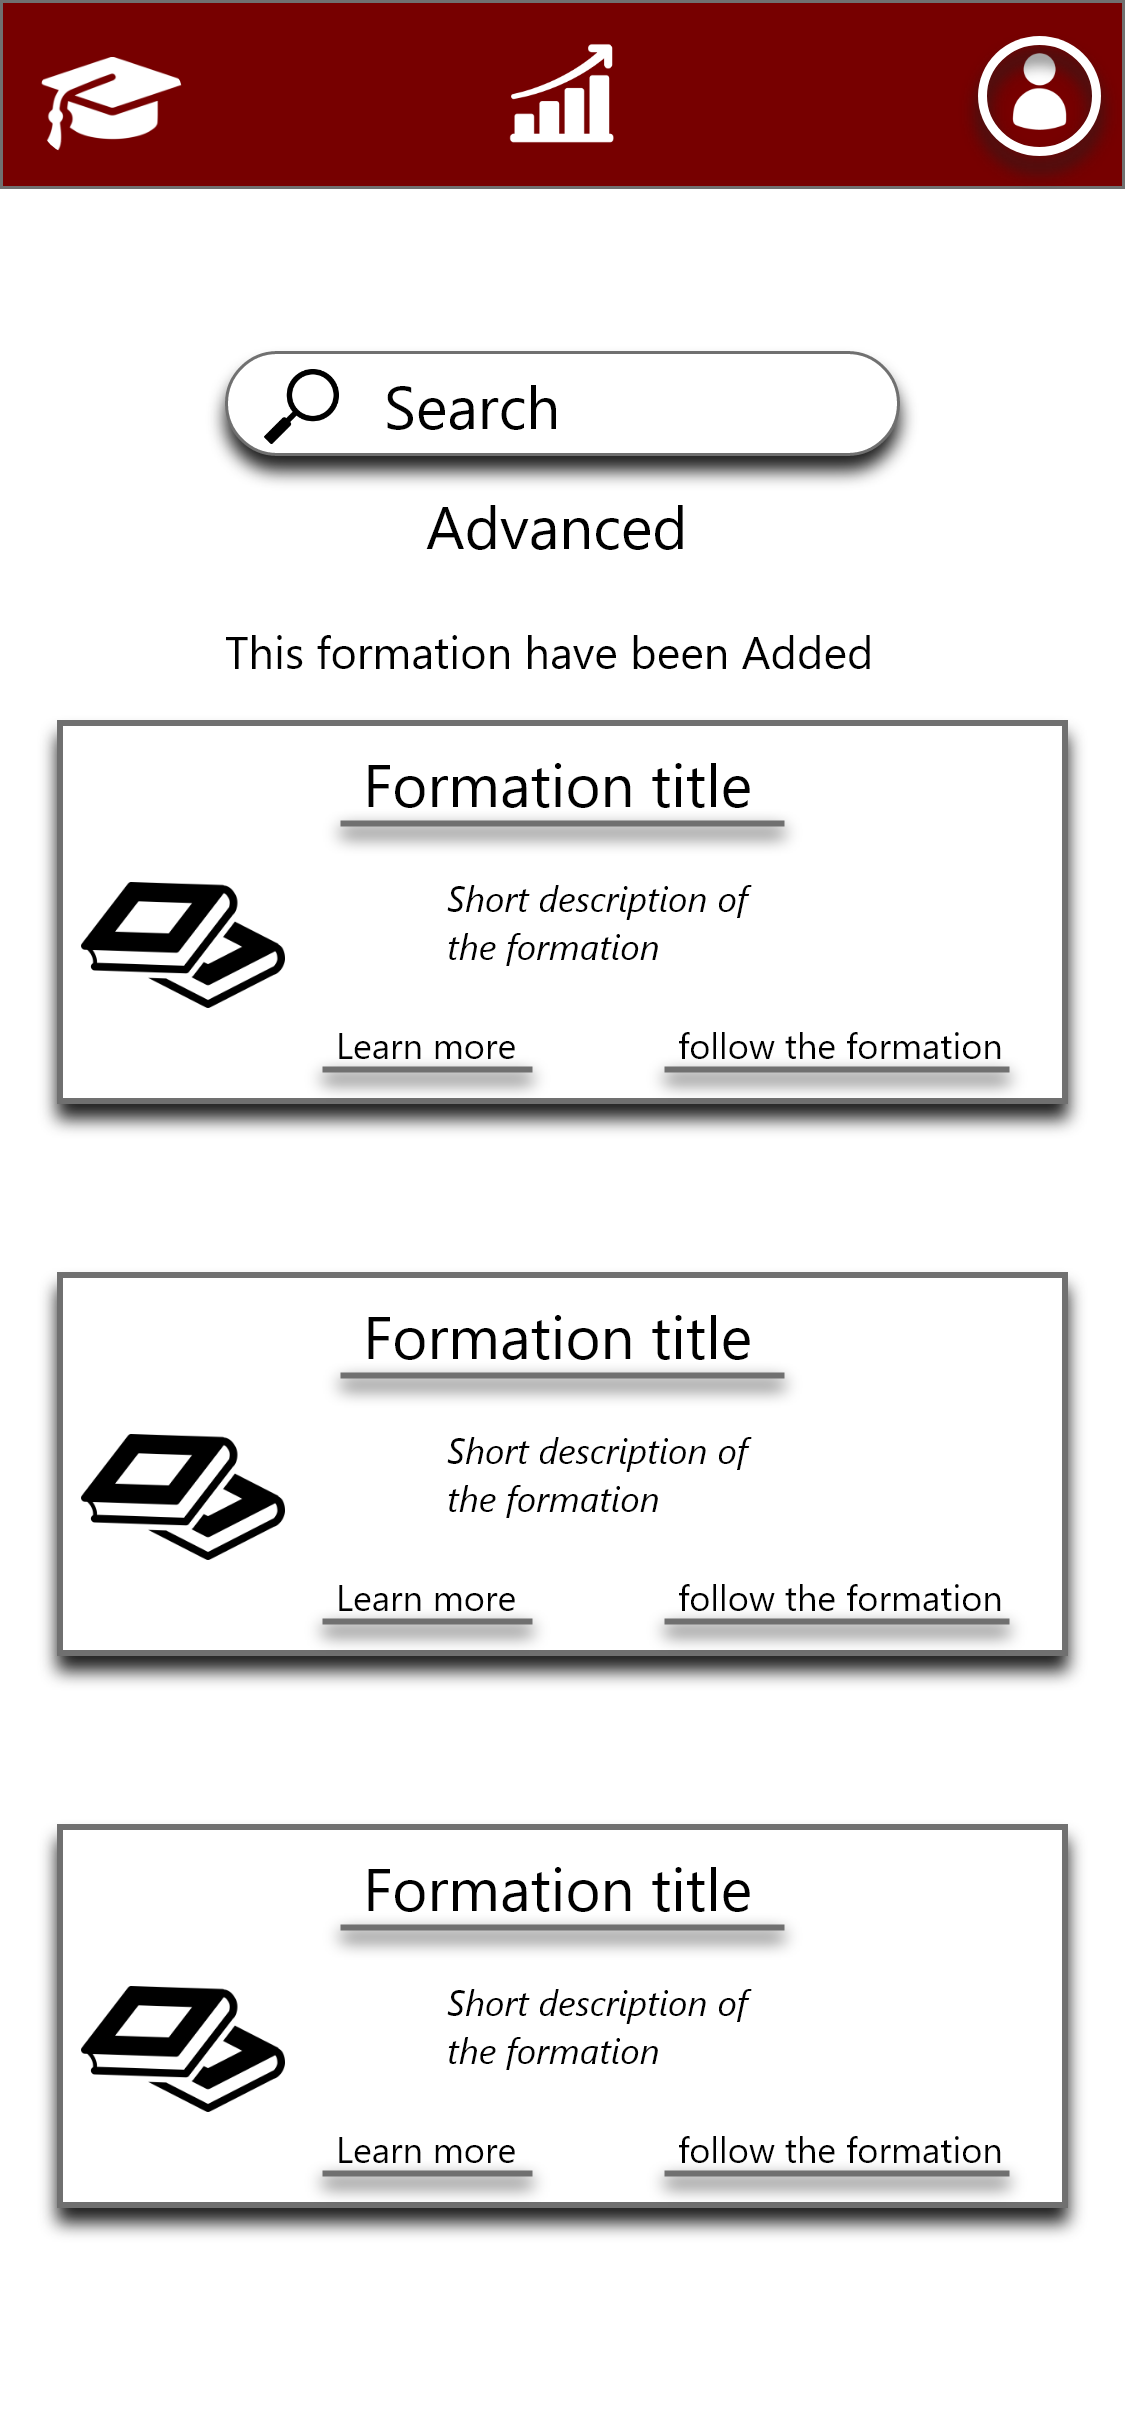 Search
Advanced
This formation have been Added
Formation title
Short description of
the formation
Learn more
follow the formation
Formation title
Short description of
the formation
Learn more
follow the formation
Formation title
Short description of
the formation
Learn more
follow the formation